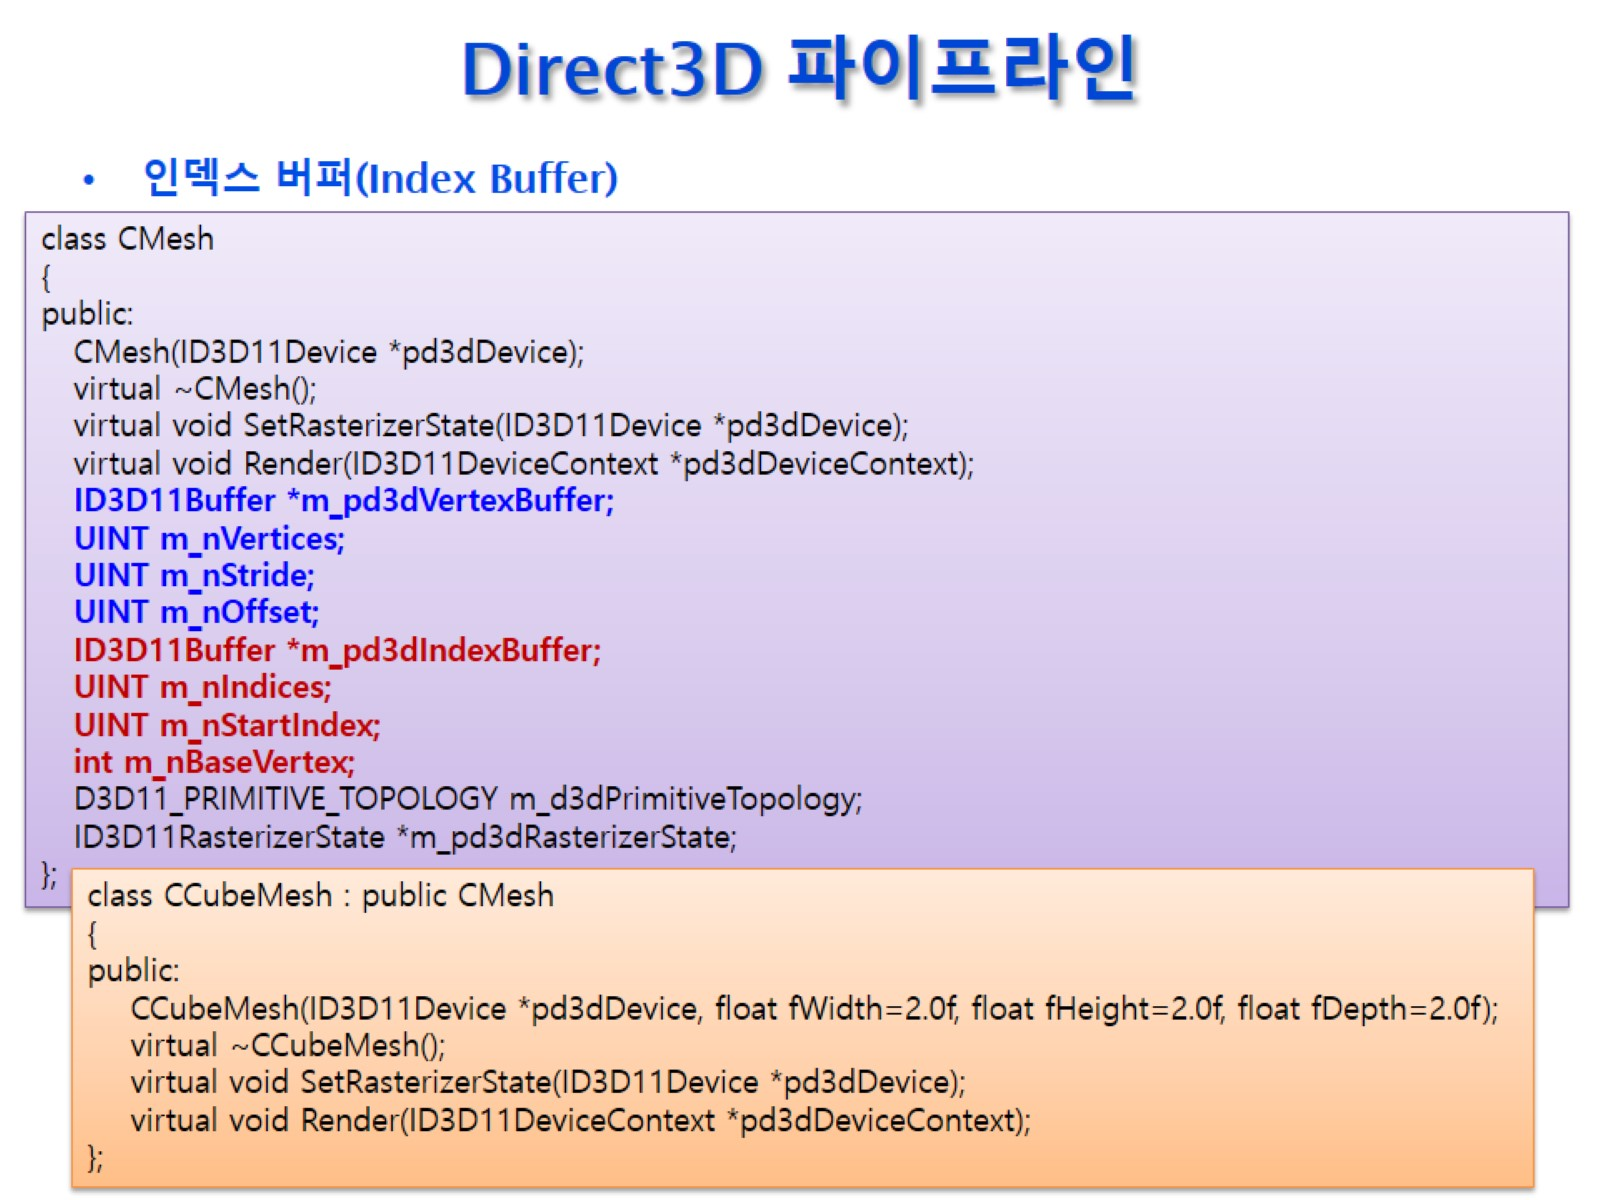 Direct3D 파이프라인
• 인덱스 버퍼(Index Buffer)
class CMesh
{
public:
CMesh(ID3D11Device *pd3dDevice);
virtual ~CMesh();
virtual void SetRasterizerState(ID3D11Device *pd3dDevice);
virtual void Render(ID3D11DeviceContext *pd3dDeviceContext);
ID3D11Buffer *m_pd3dVertexBuffer;
UINT m_nVertices;
UINT m_nStride;
UINT m_nOffset;
ID3D11Buffer *m_pd3dIndexBuffer;
UINT m_nIndices;
UINT m_nStartIndex;
int m_nBaseVertex;
D3D11_PRIMITIVE_TOPOLOGY m_d3dPrimitiveTopology;
ID3D11RasterizerState *m_pd3dRasterizerState;
};
class CCubeMesh : public CMesh
{
public:
CCubeMesh(ID3D11Device *pd3dDevice, float fWidth=2.0f, float fHeight=2.0f, float fDepth=2.0f);
virtual ~CCubeMesh();
virtual void SetRasterizerState(ID3D11Device *pd3dDevice);
virtual void Render(ID3D11DeviceContext *pd3dDeviceContext);
};